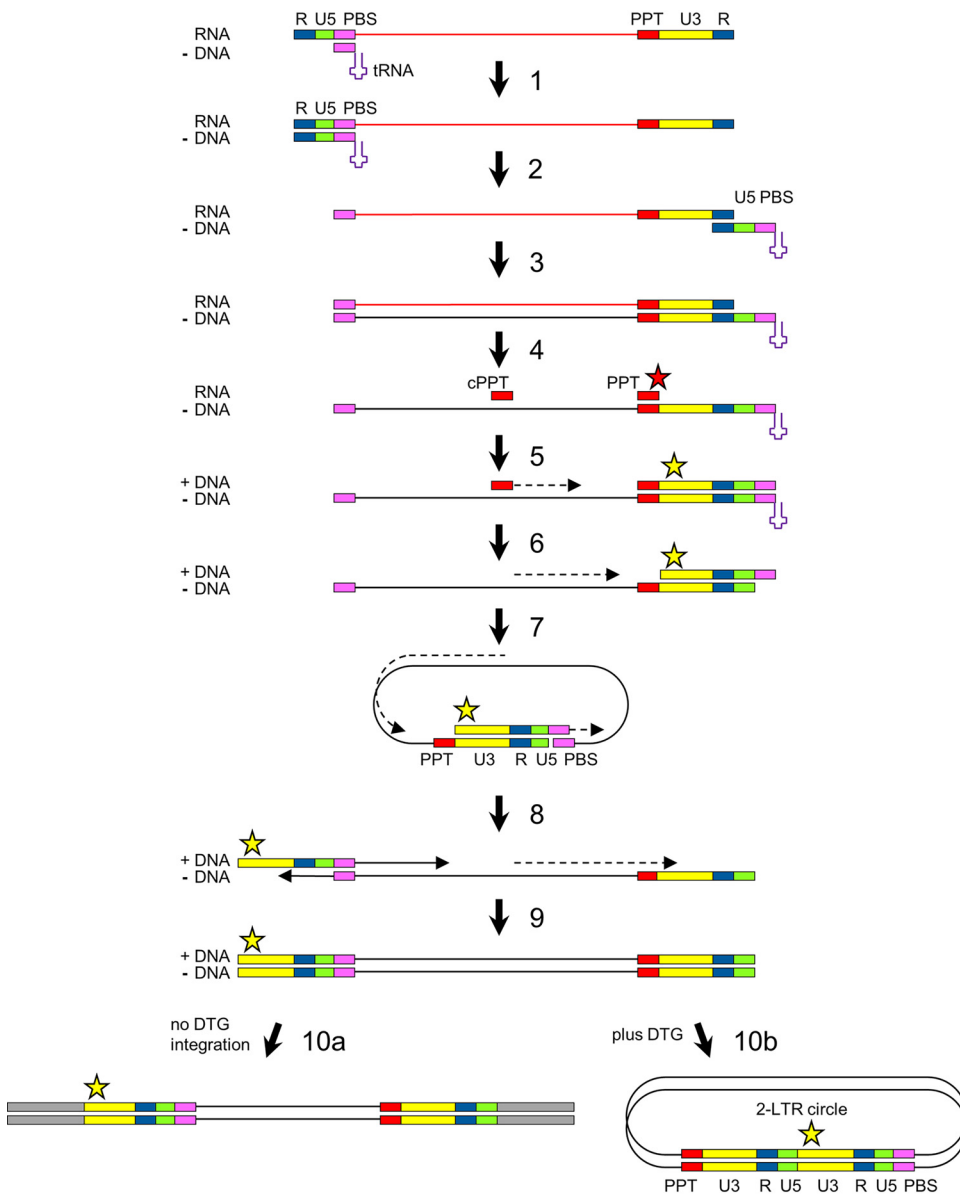 R U5 PBS PPT U3 R
RNA
- DNA
tRNA
1
R U5 PBS
RNA
- DNA
2
U5 PBS
RNA
- DNA
3
RNA
- DNA
4
cPPT PPT
RNA
- DNA
5
+ DNA
- DNA
6
+ DNA
- DNA
7
PPT U3 R U5 PBS
8
+ DNA
- DNA
9
+ DNA
- DNA
no DTG
integration
10a
plus DTG
10b
2-LTR circle
PPT U3 R U5 U3 R U5 PBS